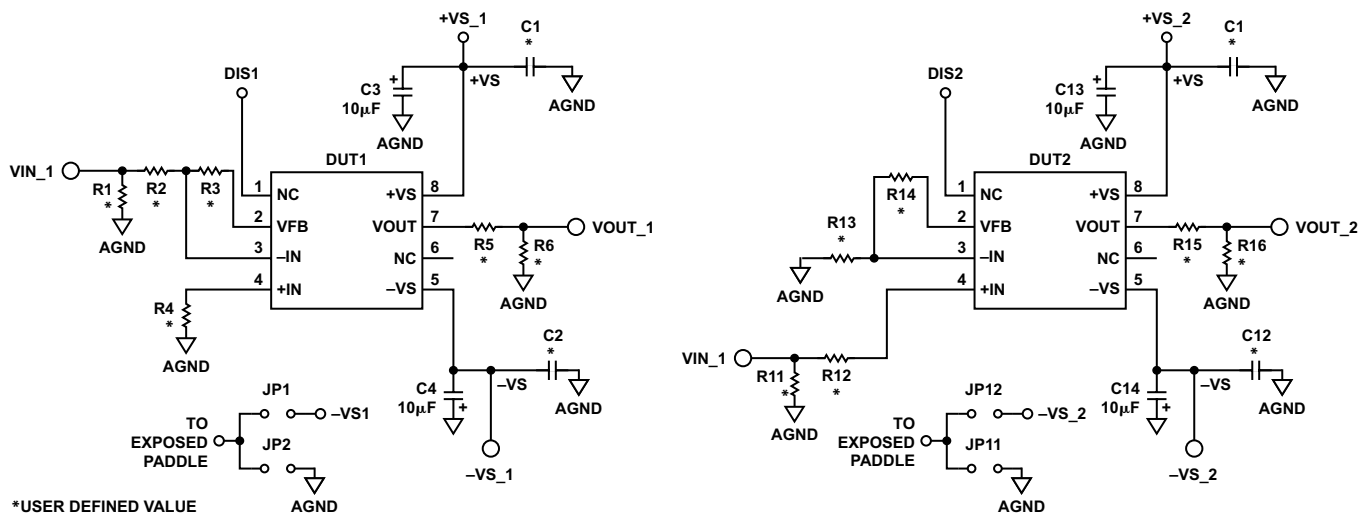 +VS_1
C1
*
DIS1
C3
10µF
+
+VS
AGND
AGND
VIN_1
R1
*
R2
*
R3
*
AGND
DUT1
1
NC
+VS
8
2
VFB
VOUT
7
3
–IN
NC
6
4
+IN
–VS
5
R5
*
R6
*
VOUT_1
AGND
R4
*
AGND
C2
*
–VS
AGND
C4
10µF
+
–VS_1
JP1
–VS1
TO
EXPOSED
PADDLE
JP2
AGND
*USER DEFINED VALUE
+VS_2
C1
*
DIS2
C13
10µF
+
+VS
AGND
AGND
R14
*
R13
*
AGND
DUT2
1
NC
+VS
8
2
VFB
VOUT
7
3
–IN
NC
6
4
+IN
–VS
5
R15
*
R16
*
VOUT_2
AGND
VIN_1
R11
*
R12
*
AGND
C12
*
–VS
AGND
C14
10µF
+
–VS_2
JP12
–VS_2
TO
EXPOSED
PADDLE
JP11
AGND